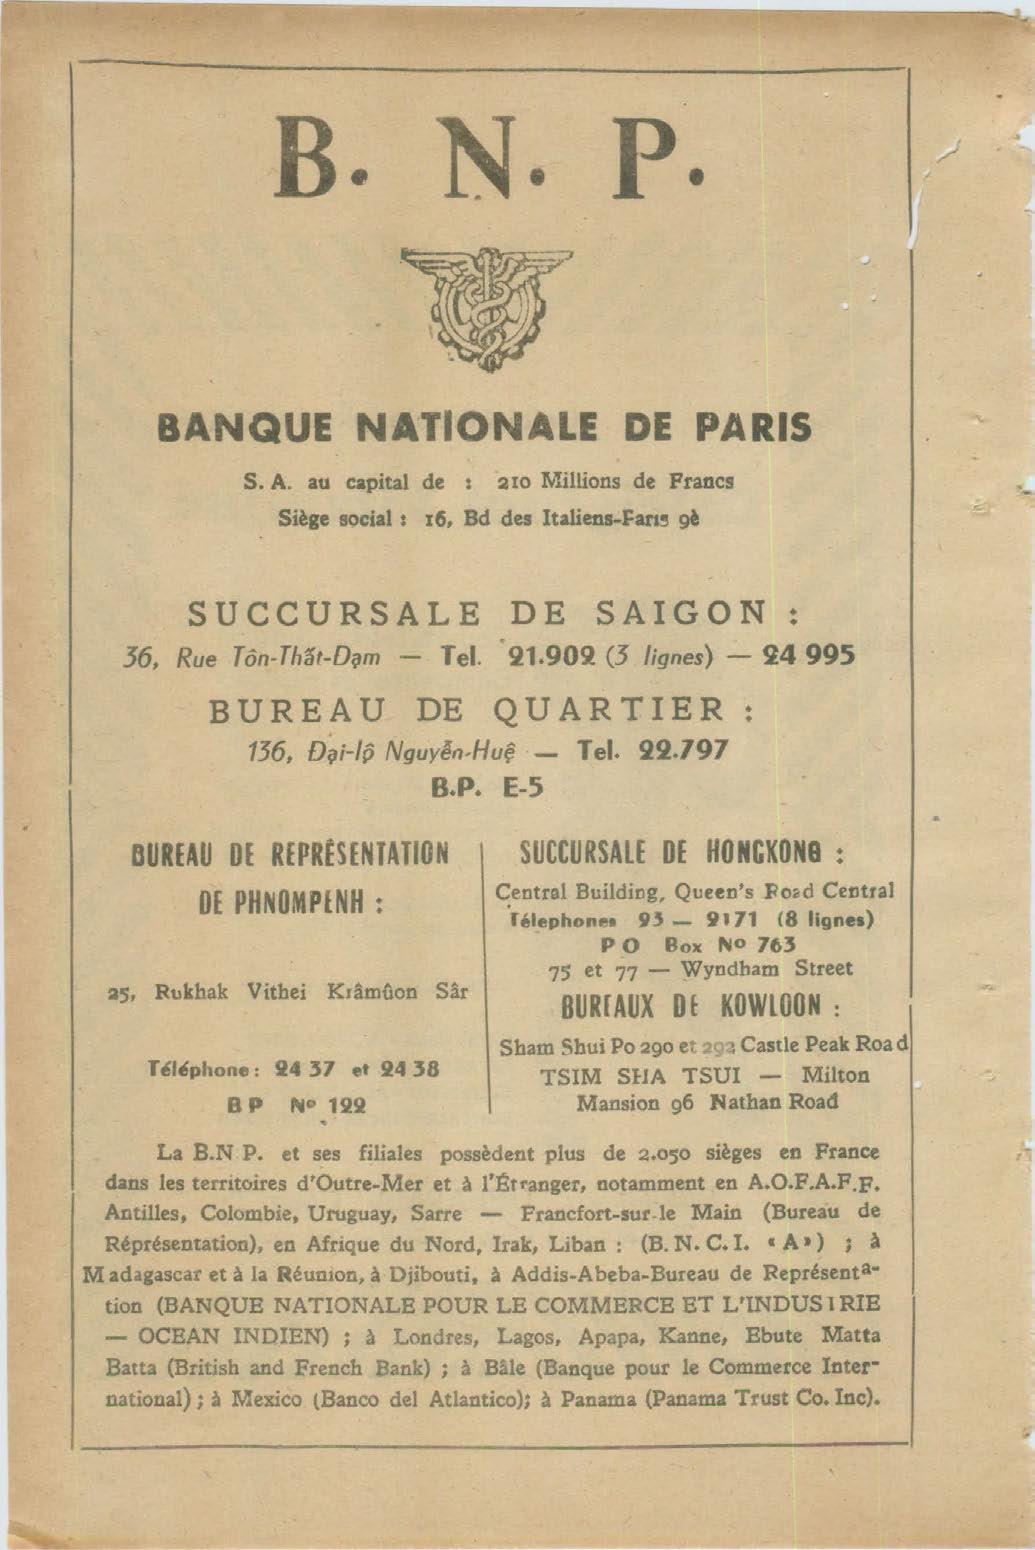 B. N. P.
BANQUE NATIONALE DE PARIS
S. A. au capital de : 210 Millions de Francs
Siège social : 16, Bd des Italiens-Paris 9è
SUCCURSALE DE SAIGON :
36, Rue Tôn-Thất-Đạm — Tel. 21.902 (3 lignes) — 24 995
BUREAU DE QUARTIER :
136, Đại-lộ Nguyễn-Huệ — Tel. 22.797
B.P. E-5
BUREAU DE REPRÉSENTATION
DE PHNOMPENH :
25, Rukhak Vithei Krâmûon Sâr
Téléphone : 24 37 et 24 38
B P N° 122
SUCCURSALE DE HONGKONG :
Central Building, Queen's Road Central
Télephones 93 — 2171 (8 lignes)
P O Box N° 763
75 et 77 — Wyndham Street
BUREAUX DE KOWLOON :
Sham Shui Po 290 et 292 Castle Peak Road
TSIM SHA TSUI — Milton
Mansion 96 Nathan Road
La B.N P. et ses filiales possèdent plus de 2.050 sièges en France
dans les territoires d'Outre-Mer et à l'Étranger, notamment en A.O.F.A.F.F.
Antilles, Colombie, Uruguay, Sarre — Francfort-sur-le Main (Bureau de
Réprésentation), en Afrique du Nord, Irak, Liban : (B. N. C. I. « A ») ; à
Madagascar et à la Réunion, à Djibouti, à Addis-Abeba-Bureau de Représenta-
tion (BANQUE NATIONALE POUR LE COMMERCE ET L'INDUSTRIE
— OCEAN INDIEN) ; à Londres, Lagos, Apapa, Kanne, Ebute Matta
Batta (British and French Bank) ; à Bâle (Banque pour le Commerce Inter-
national) ; à Mexico (Banco del Atlantico); à Panama (Panama Trust Co. Inc).